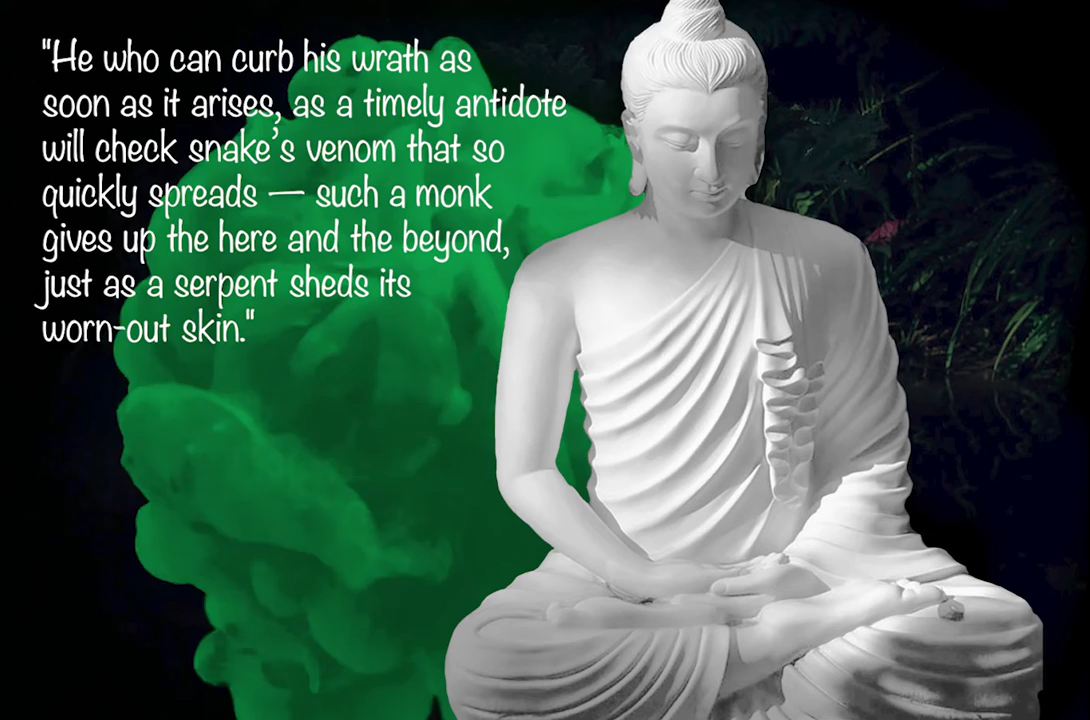 "He who can curb his wrath as
soon as it arises, as a timely antidote
will check snake's venom that so
quickly spreads — such a monk
gives up the here and the beyond,
just as a serpent sheds its
worn-out skin."